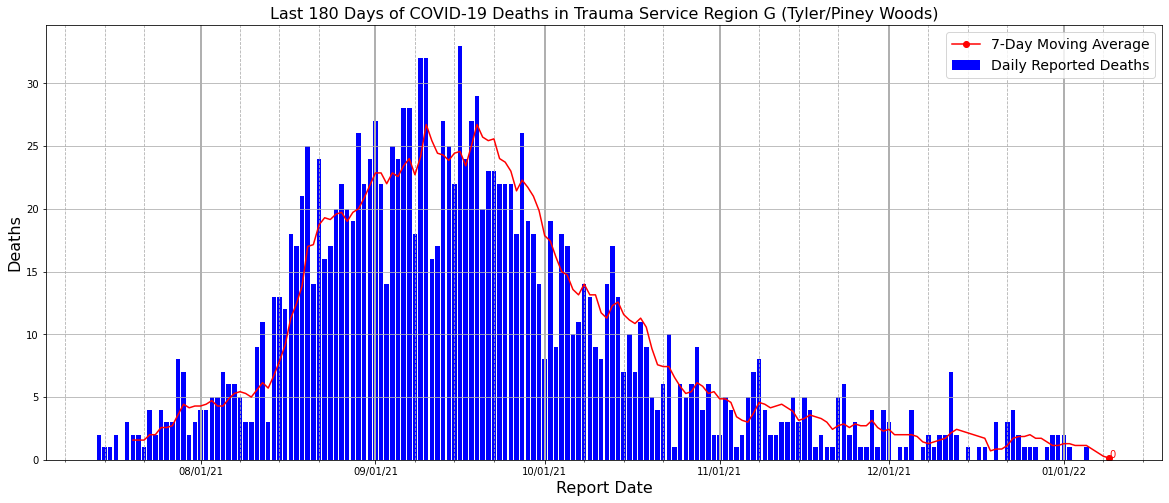 Last 180 Days of COVID-19 Deaths in Trauma Service Region G (Tyler/Piney Woods)
7-Day Moving Average
Daily Reported Deaths
Deaths
30
25
20
15
10
5
0
0
08/01/21 09/01/21 10/01/21 11/01/21 12/01/21 01/01/22
Report Date